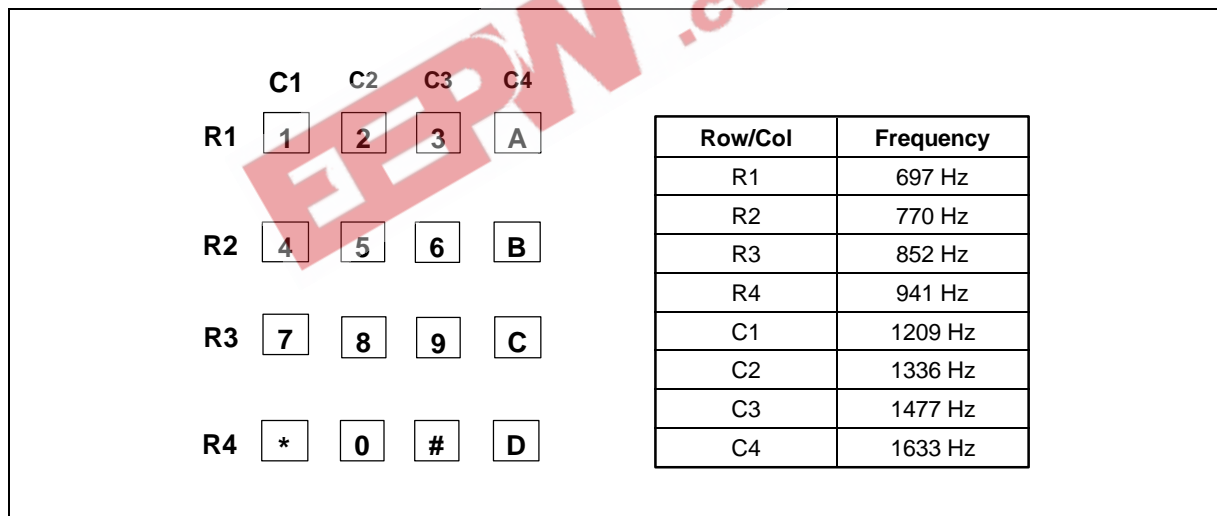 EEPW .co
C1 C2 C3 C4
R1 1 2 3 A
R2 4 5 6 B
R3 7 8 9 C
R4 * 0 # D
Row/Col Frequency
R1 697 Hz
R2 770 Hz
R3 852 Hz
R4 941 Hz
C1 1209 Hz
C2 1336 Hz
C3 1477 Hz
C4 1633 Hz